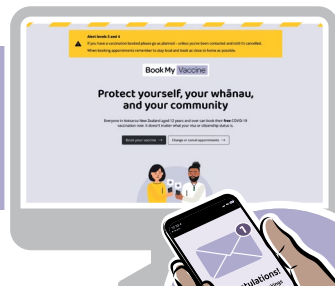 Alert levels 3 and 4
If you have a vaccination booked please go as planned – unless you've been contacted and told it's cancelled.
When booking appointments remember to stay local and book as close to home as possible.
Book My Vaccine
Protect yourself, your whānau,
and your community
Everyone in Aotearoa New Zealand aged 12 years and over can book their free COVID-19
vaccination now. It doesn't matter what your visa or citizenship status is.
Book your vaccine →
Change or cancel appointments →
1